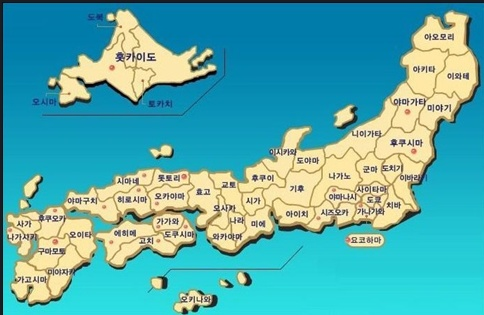 도북
홋카이도
오시마
토카치
아오모리
아키타
이와테
야마가타
미야기
후쿠시마
니이가타
이시카와
도야마
후쿠이
기후
나가노
군마
도치기
이바라키
사이타마
도쿄
야마나시
가나가와
치바
시즈오카
아이치
요코하마
시마네
돗토리
효고
교토
시가
오사카
나라
미에
와카야마
야마구치
히로시마
오카야마
가가와
에히메
고치
도쿠시마
후쿠오카
사가
나가사키
구마모토
오이타
미야자키
가고시마
오키나와